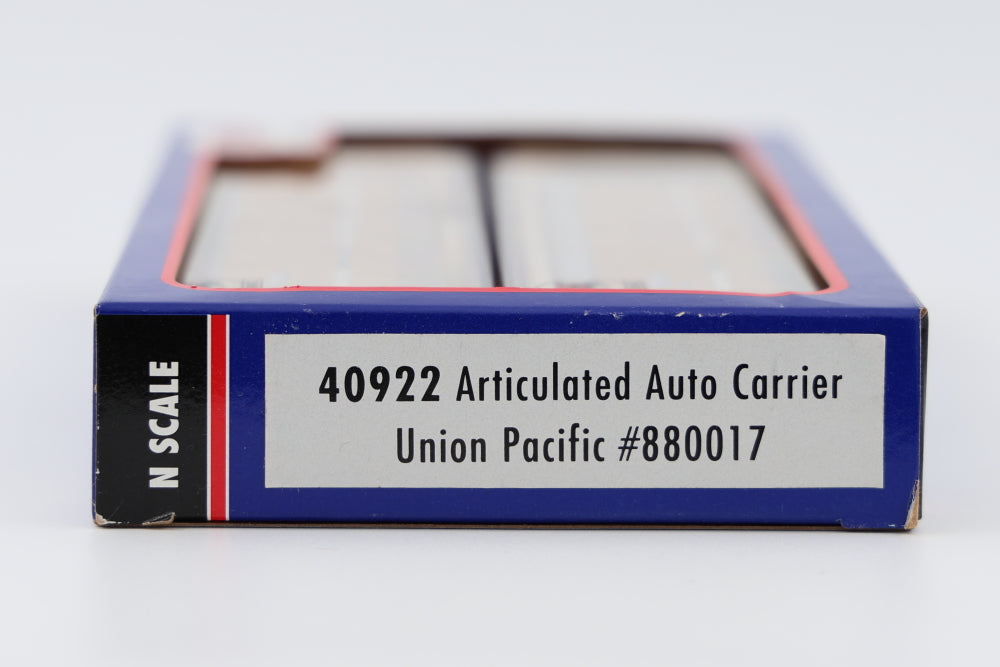 N SCALE
40922 Articulated Auto Carrier
Union Pacific #880017